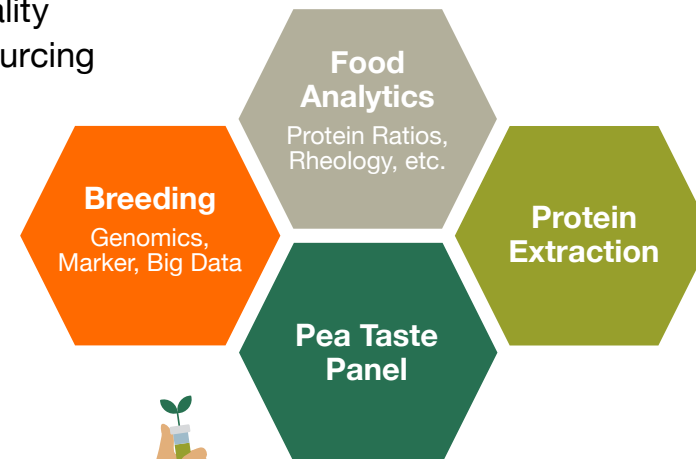 ality
urcing
Food
Analytics
Protein Ratios,
Rheology, etc.
Breeding
Genomics,
Marker, Big Data
Protein
Extraction
Pea Taste
Panel